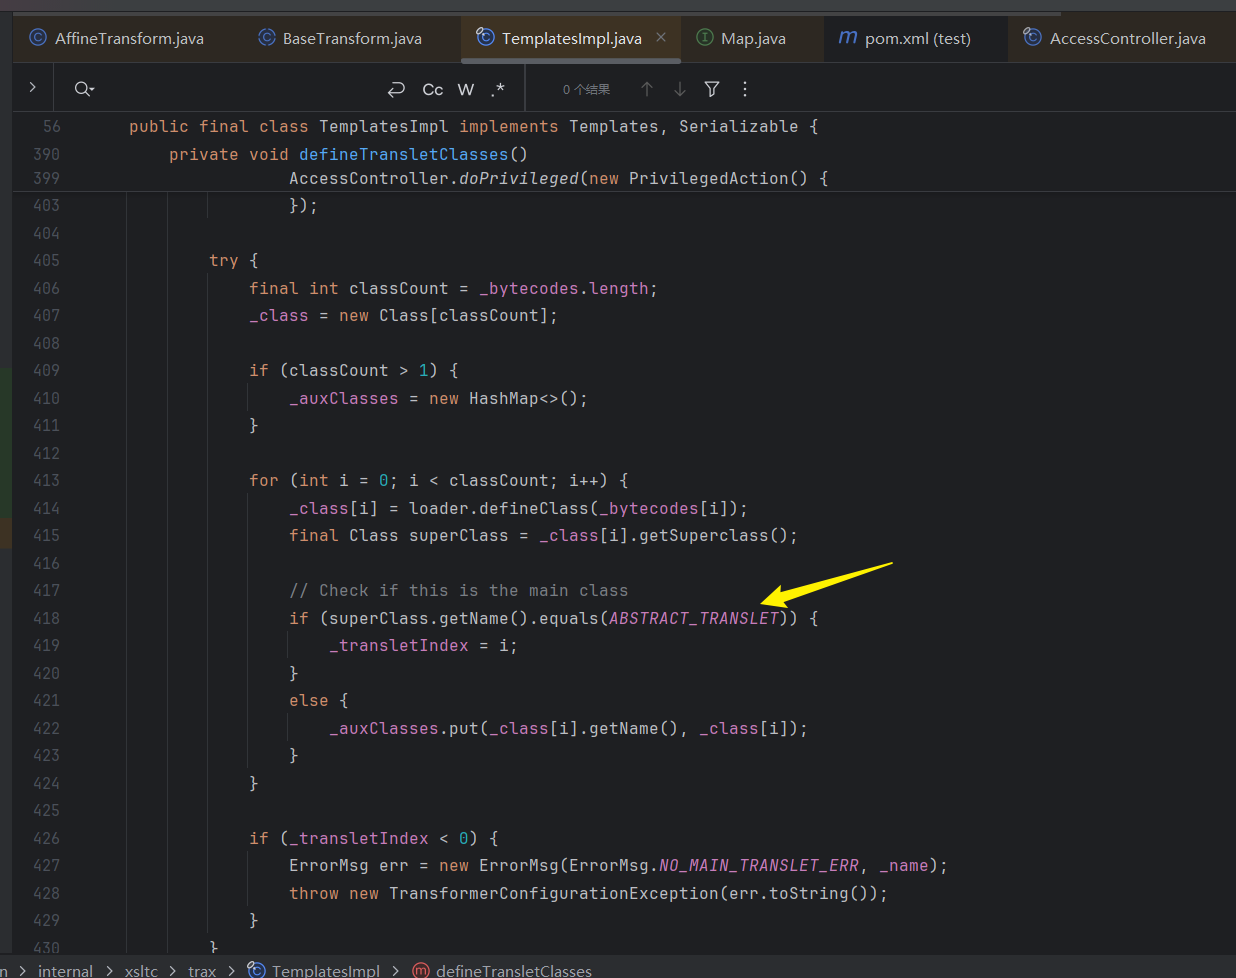 AffineTransform.java BaseTransform.java TemplatesImpl.java Map.java pom.xml (test) AccessController.java
Cc W .* 0 个结果
56 public final class TemplatesImpl implements Templates, Serializable {
390 private void defineTransletClasses()
399 AccessController.doPrivileged(new PrivilegedAction() {
403 });
404
405 try {
406 final int classCount = _bytecodes.length;
407 _class = new Class[classCount];
408
409 if (classCount > 1) {
410 _auxClasses = new HashMap<>();
411 }
412
413 for (int i = 0; i < classCount; i++) {
414 _class[i] = loader.defineClass(_bytecodes[i]);
415 final Class superClass = _class[i].getSuperclass();
416
417 // Check if this is the main class
418 if (superClass.getName().equals(ABSTRACT_TRANSLET)) {
419 _transletIndex = i;
420 }
421 else {
422 _auxClasses.put(_class[i].getName(), _class[i]);
423 }
424 }
425
426 if (_transletIndex < 0) {
427 ErrorMsg err = new ErrorMsg(ErrorMsg.NO_MAIN_TRANSLET_ERR, _name);
428 throw new TransformerConfigurationException(err.toString());
429 }
430 }
n > internal > xsltc > trax > TemplatesImpl > defineTransletClasses